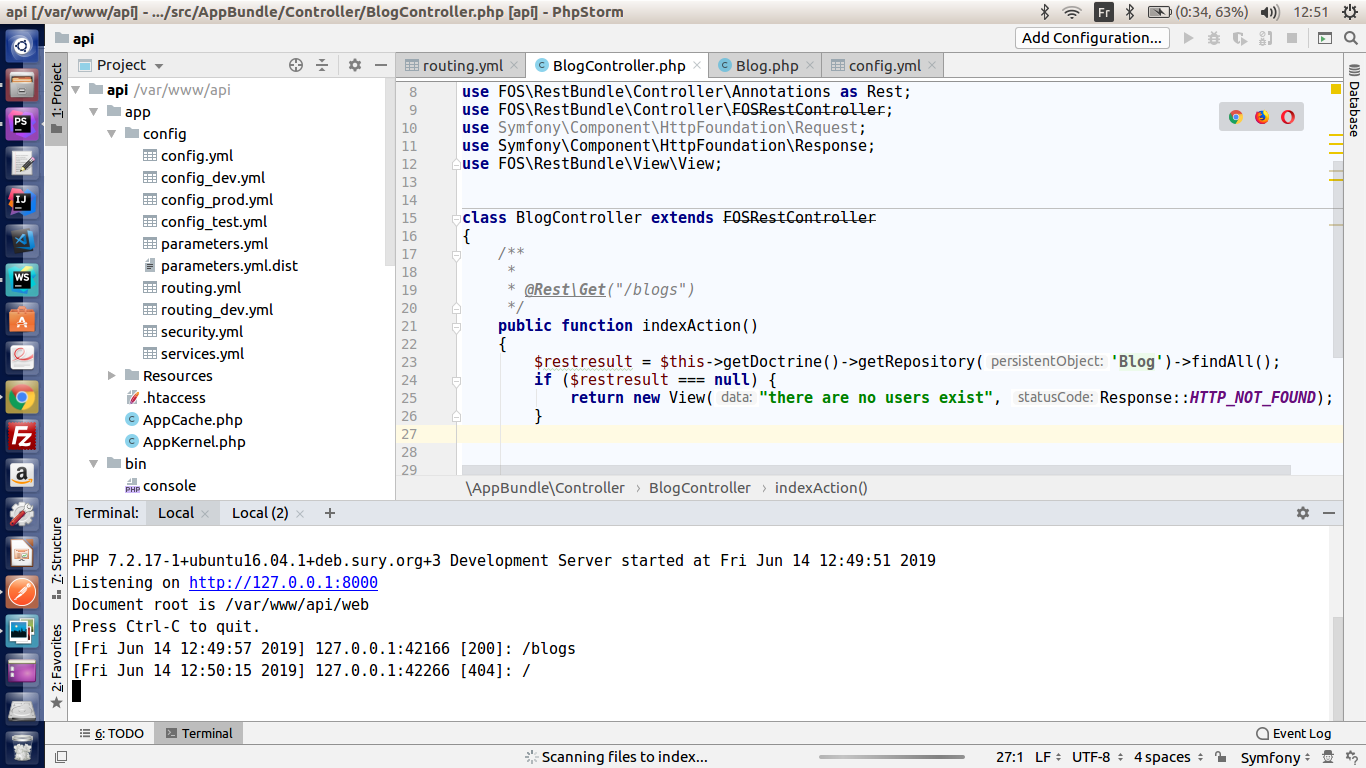 api [/var/www/api] - .../src/AppBundle/Controller/BlogController.php [api] - PhpStorm
Fr
(0:34, 63%)
12:51
api
Add Configuration...
1: Project
Project
routing.yml
BlogController.php
Blog.php
config.yml
Database
api /var/www/api
app
config
config.yml
config_dev.yml
config_prod.yml
config_test.yml
parameters.yml
parameters.yml.dist
routing.yml
routing_dev.yml
security.yml
services.yml
Resources
.htaccess
AppCache.php
AppKernel.php
bin
console
8 use FOS\RestBundle\Controller\Annotations as Rest;
9 use FOS\RestBundle\Controller\FOSRestController;
10 use Symfony\Component\HttpFoundation\Request;
11 use Symfony\Component\HttpFoundation\Response;
12 use FOS\RestBundle\View\View;
13
14
15 class BlogController extends FOSRestController
16 {
17 /**
18 *
19 * @Rest\Get("/blogs")
20 */
21 public function indexAction()
22 {
23 $restresult = $this->getDoctrine()->getRepository( persistentObject: 'Blog')->findAll();
24 if ($restresult === null) {
25 return new View( data: "there are no users exist", statusCode: Response::HTTP_NOT_FOUND);
26 }
27
28
29
\AppBundle\Controller › BlogController › indexAction()
7: Structure
2: Favorites
Terminal: Local Local (2) +
PHP 7.2.17-1+ubuntu16.04.1+deb.sury.org+3 Development Server started at Fri Jun 14 12:49:51 2019
Listening on http://127.0.0.1:8000
Document root is /var/www/api/web
Press Ctrl-C to quit.
[Fri Jun 14 12:49:57 2019] 127.0.0.1:42166 [200]: /blogs
[Fri Jun 14 12:50:15 2019] 127.0.0.1:42266 [404]: /
6: TODO
Terminal
Event Log
Scanning files to index...
27:1 LF UTF-8 4 spaces Symfony